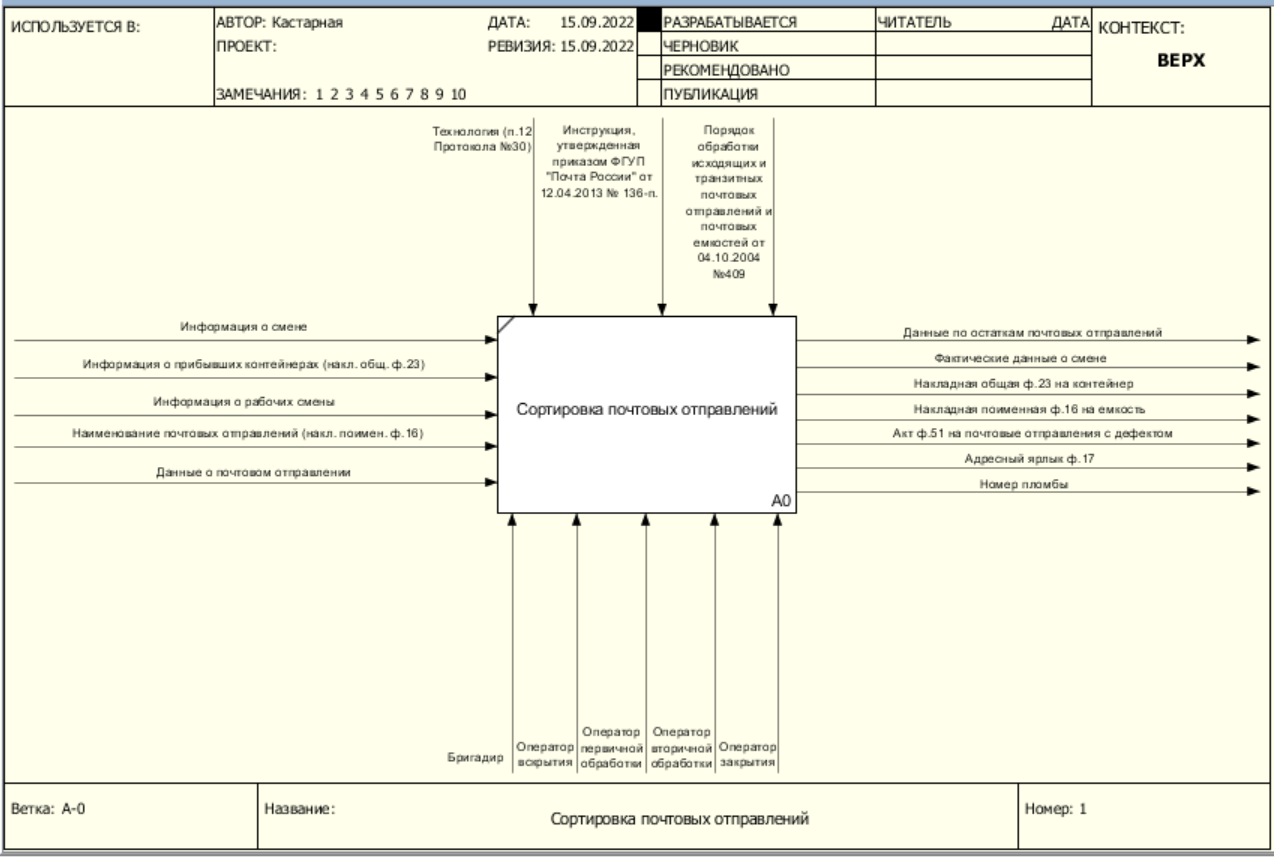 ИСПОЛЬЗУЕТСЯ В:
АВТОР: Кастарная
ДАТА: 15.09.2022
ПРОЕКТ:
РЕВИЗИЯ: 15.09.2022
ЗАМЕЧАНИЯ: 1 2 3 4 5 6 7 8 9 10
РАЗРАБАТЫВАЕТСЯ
ЧЕРНОВИК
РЕКОМЕНДОВАНО
ПУБЛИКАЦИЯ
ЧИТАТЕЛЬ
ДАТА
КОНТЕКСТ:
ВЕРХ
Технология (п.12
Протокола №30)
Инструкция,
утвержденная
приказом ФГУП
"Почта России" от
12.04.2013 № 136-п.
Порядок
обработки
исходящих и
транзитных
почтовых
отправлений и
почтовых
емкостей от
04.10.2004
№409
Информация о смене
Информация о прибывших контейнерах (накл. общ. ф.23)
Информация о рабочих смены
Наименование почтовых отправлений (накл. поимен. ф.16)
Данные о почтовом отправлении
Сортировка почтовых отправлений
A0
Данные по остаткам почтовых отправлений
Фактические данные о смене
Накладная общая ф.23 на контейнер
Накладная поименная ф.16 на емкость
Акт ф.51 на почтовые отправления с дефектом
Адресный ярлык ф.17
Номер пломбы
Бригадир
Оператор
вскрытия
Оператор
первичной
обработки
Оператор
вторичной
обработки
Оператор
закрытия
Ветка: A-0
Название:
Сортировка почтовых отправлений
Номер: 1